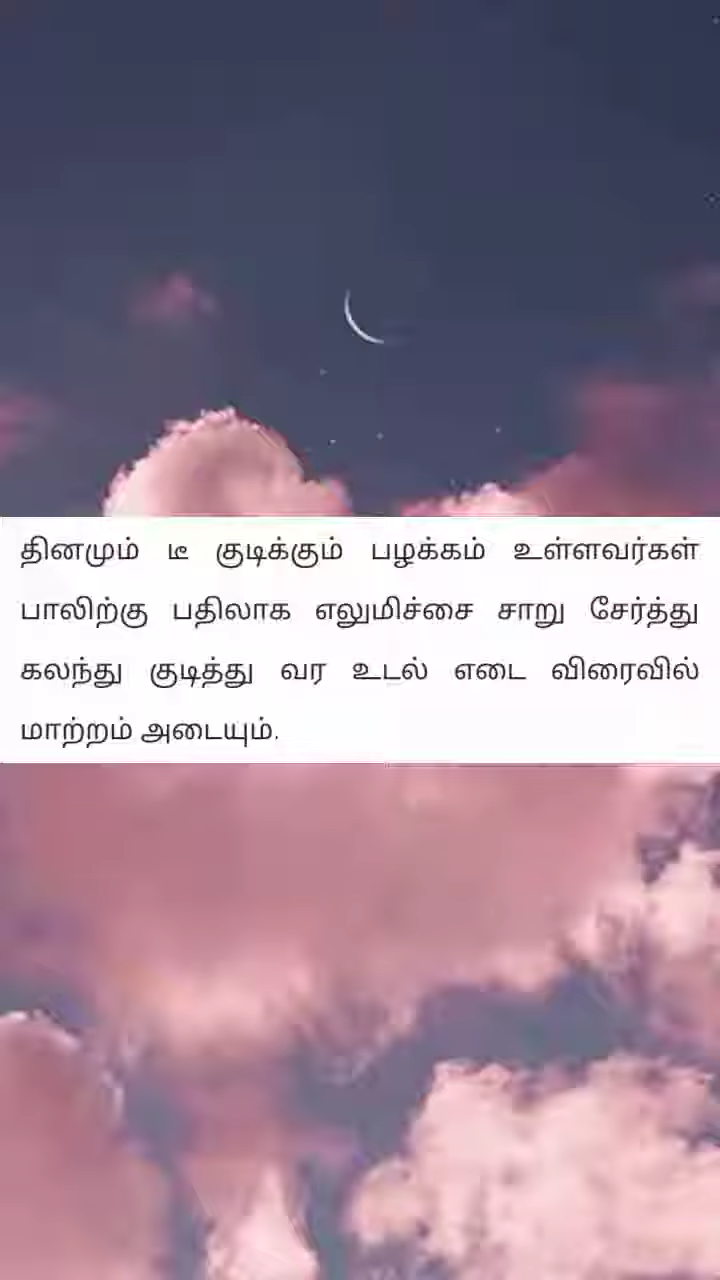 தினமும் டீ குடிக்கும் பழக்கம் உள்ளவர்கள்
பாலிற்கு பதிலாக எலுமிச்சை சாறு சேர்த்து
கலந்து குடித்து வர உடல் எடை விரைவில்
மாற்றம் அடையும்.